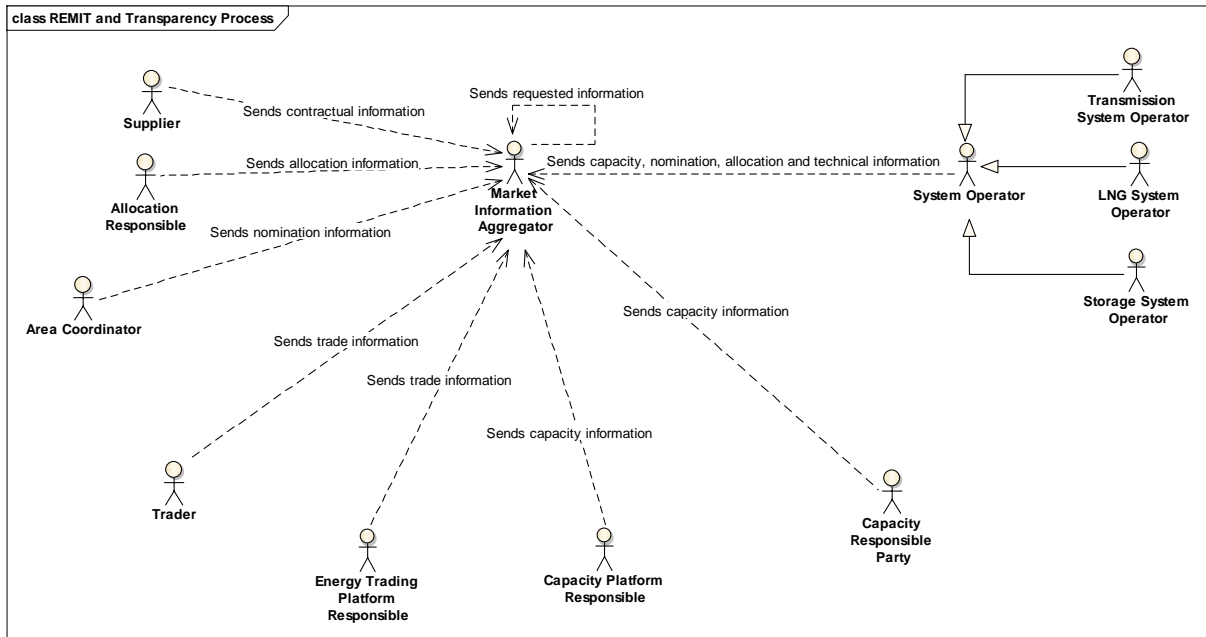 class REMIT and Transparency Process
Sends requested information
Supplier
Sends contractual information
Transmission
System Operator
Allocation
Responsible
Sends allocation information
Market
Information
Aggregator
Sends capacity, nomination, allocation and technical information
System Operator
LNG System
Operator
Sends nomination information
Area Coordinator
Storage System
Operator
Sends capacity information
Sends trade information
Sends trade information
Sends capacity information
Trader
Energy Trading
Platform
Responsible
Capacity Platform
Responsible
Capacity
Responsible
Party